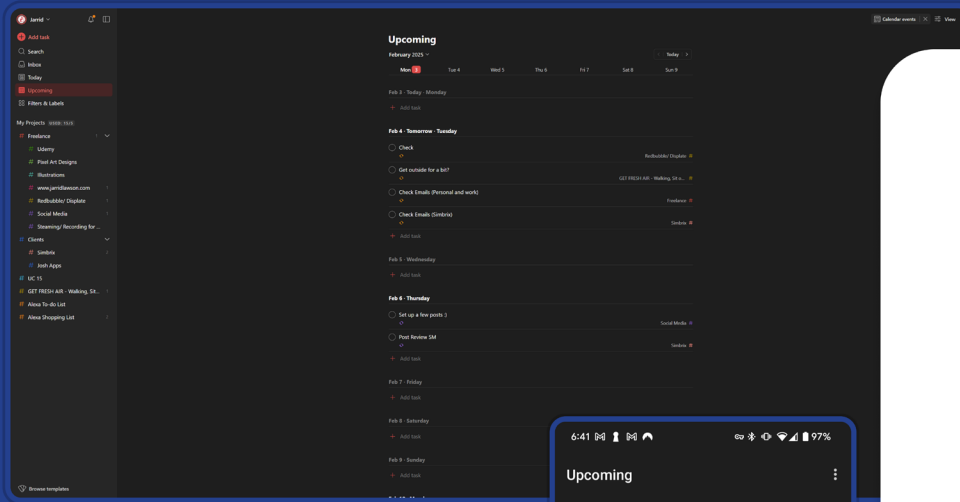 Jarrid
Add task
Search
Inbox
Today
Upcoming
Filters & Labels
My Projects
Freelance
Udemy
Pixel Art Designs
Illustrations
www.jarridlawson.com
Redbubble/ Displate
Social Media
Steaming/ Recording for ...
Clients
Simbrix
Josh Apps
UC 15
GET FRESH AIR - Walking, Sit...
Alexa To-do List
Alexa Shopping List
Browse templates
Calendar events
View
Upcoming
February 2025
Today
Mon 3 Tue 4 Wed 5 Thu 6 Fri 7 Sat 8 Sun 9
Feb 3 · Today · Monday
Add task
Feb 4 · Tomorrow · Tuesday
Check
Redbubble/ Displate #
Get outside for a bit?
GET FRESH AIR - Walking, Sit o... #
Check Emails (Personal and work)
Freelance #
Check Emails (Simbrix)
Simbrix #
Add task
Feb 5 · Wednesday
Add task
Feb 6 · Thursday
Set up a few posts :)
Social Media #
Post Review SM
Simbrix #
Add task
Feb 7 · Friday
Add task
Feb 8 · Saturday
Add task
Feb 9 · Sunday
Add task
6:41 97%
Upcoming